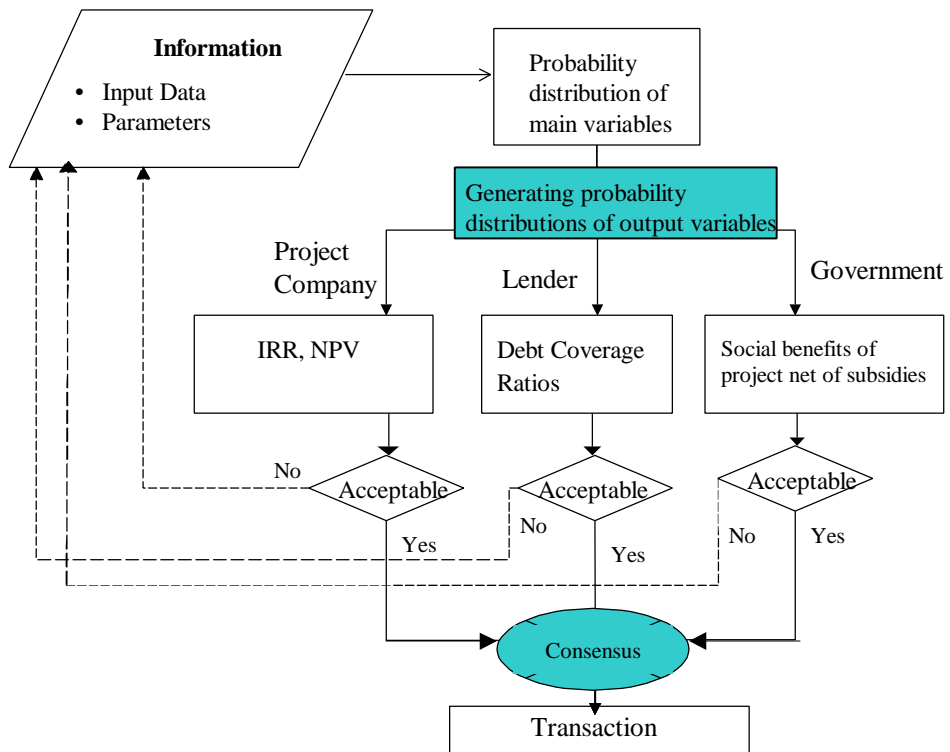 Information
• Input Data
• Parameters
Probability
distribution of
main variables
Generating probability
distributions of output variables
Project
Company
Lender
Government
IRR, NPV
Debt Coverage
Ratios
Social benefits of
project net of subsidies
No
Acceptable
Acceptable
Acceptable
Yes
No
Yes
No
Yes
Consensus
Transaction